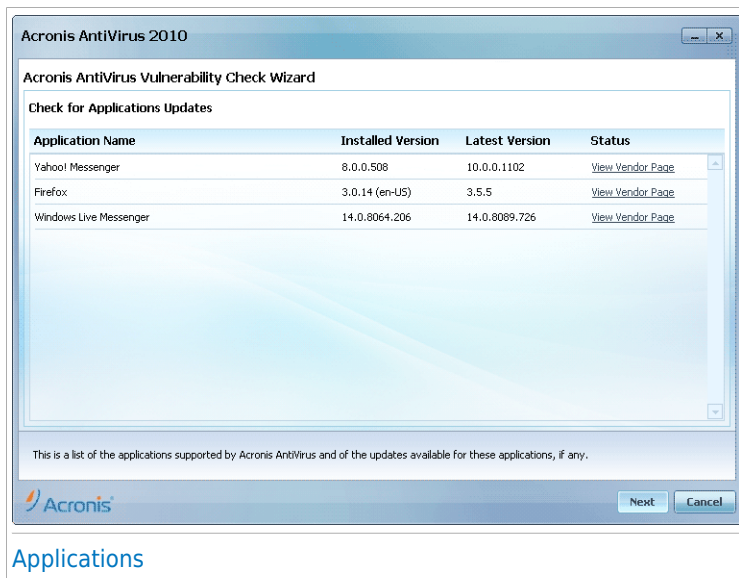 Acronis AntiVirus 2010
Acronis AntiVirus Vulnerability Check Wizard
Check for Applications Updates
Application Name Installed Version Latest Version Status
Yahoo! Messenger 8.0.0.508 10.0.0.1102 View Vendor Page
Firefox 3.0.14 (en-US) 3.5.5 View Vendor Page
Windows Live Messenger 14.0.8064.206 14.0.8089.726 View Vendor Page
This is a list of the applications supported by Acronis AntiVirus and of the updates available for these applications, if any.
Acronis Next Cancel
Applications